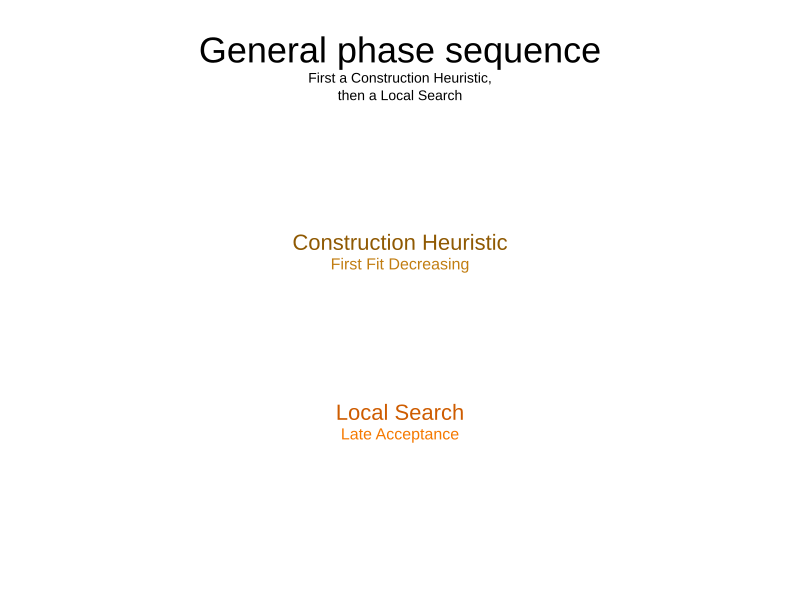 General phase sequence
First a Construction Heuristic,
then a Local Search
Construction Heuristic
First Fit Decreasing
Local Search
Late Acceptance